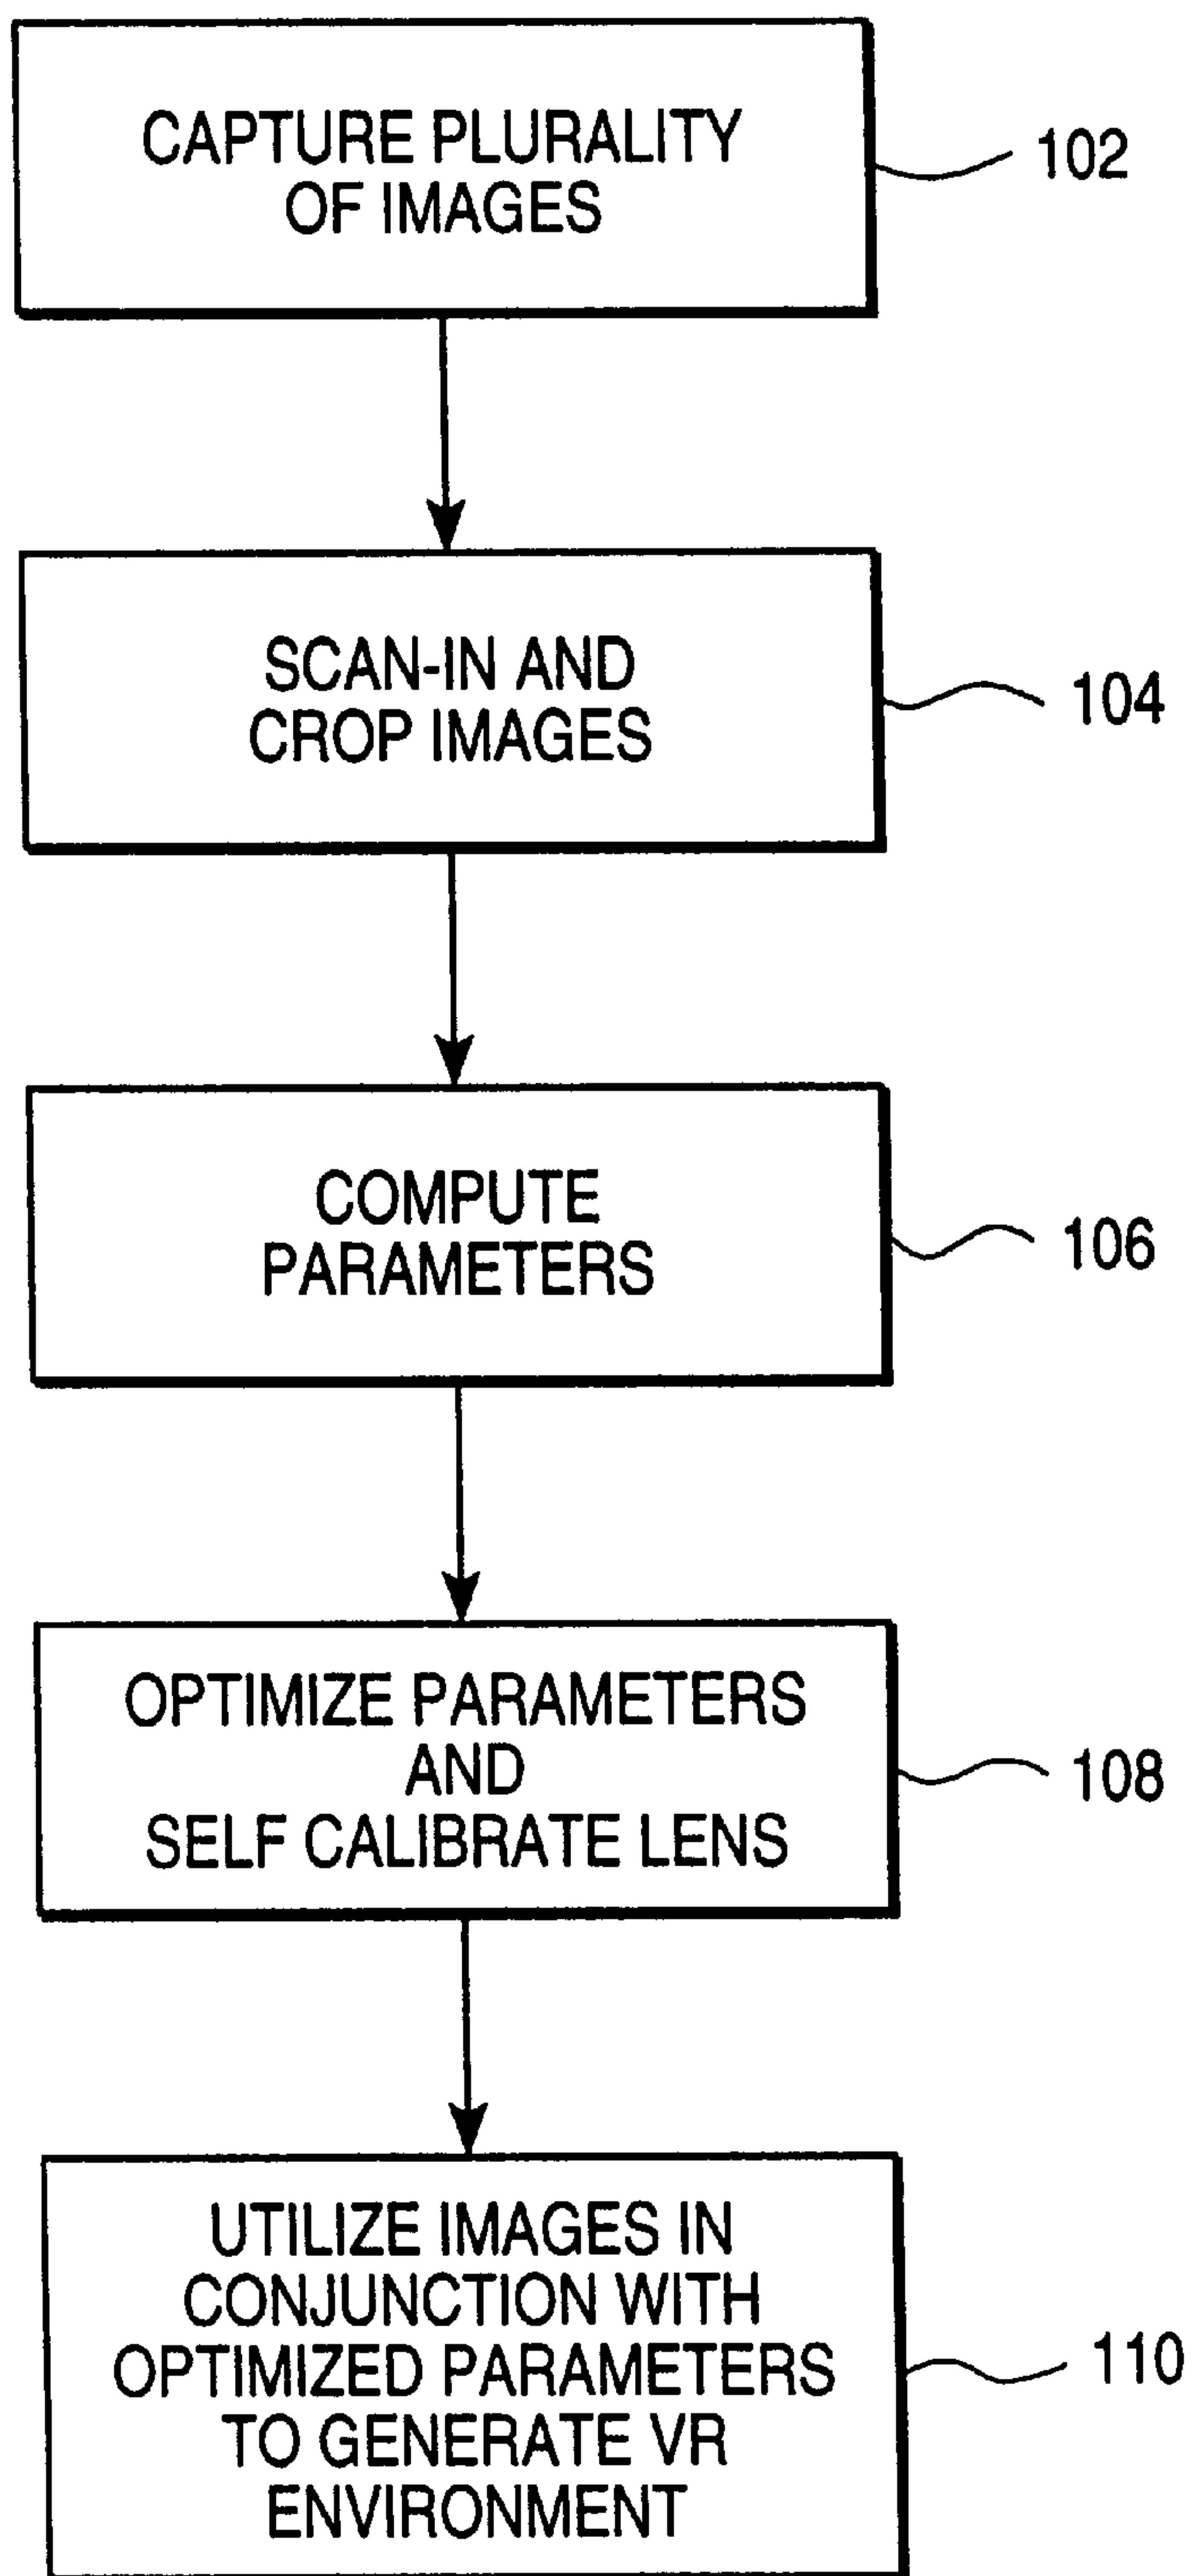 CAPTURE PLURALITY
OF IMAGES
102
SCAN-IN AND
CROP IMAGES
104
COMPUTE
PARAMETERS
106
OPTIMIZE PARAMETERS
AND
SELF CALIBRATE LENS
108
UTILIZE IMAGES IN
CONJUNCTION WITH
OPTIMIZED PARAMETERS
TO GENERATE VR
ENVIRONMENT
110